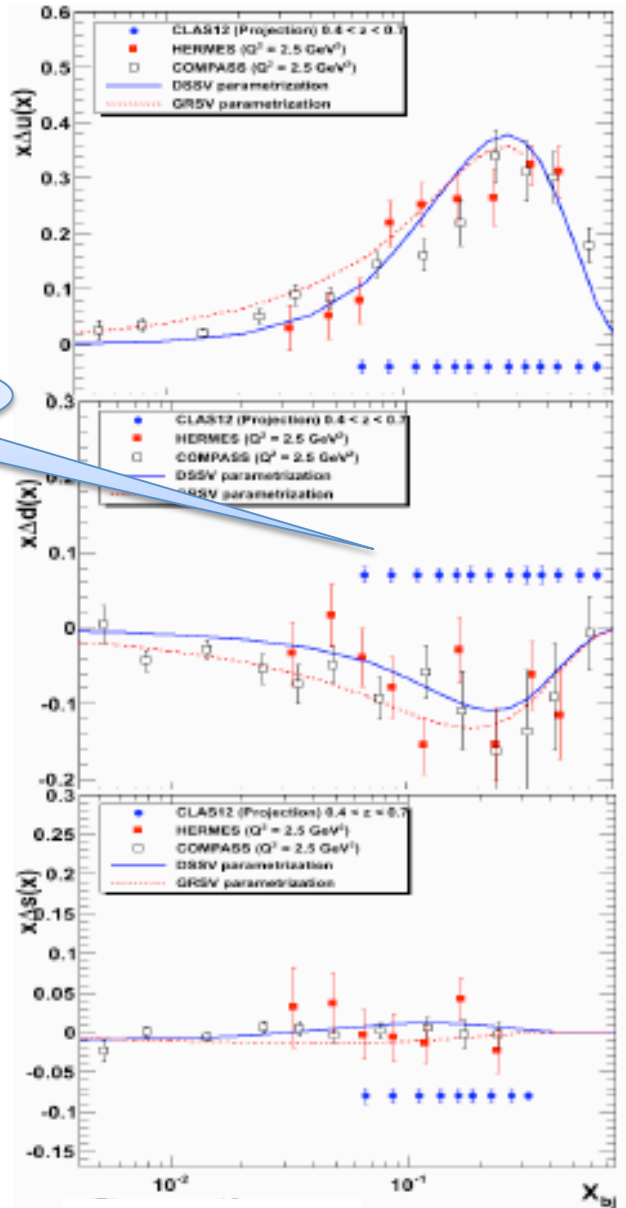 CLAS12 (Projection) 0.4 < z < 0.7
HERMES (Q² = 2.5 GeV²)
COMPASS (Q² = 2.5 GeV²)
DSSV parametrization
GRSV parametrization
xΔu(x)
0.6
0.5
0.4
0.3
0.2
0.1
0
CLAS12 (Projection) 0.4 < z < 0.7
HERMES (Q² = 2.5 GeV²)
COMPASS (Q² = 2.5 GeV²)
DSSV parametrization
GRSV parametrization
xΔd(x)
0.3
0.1
0
-0.1
-0.2
CLAS12 (Projection) 0.4 < z < 0.7
HERMES (Q² = 2.5 GeV²)
COMPASS (Q² = 2.5 GeV²)
DSSV parametrization
GRSV parametrization
xΔs(x)
0.3
0.25
0.2
0.15
0.1
0.05
0
-0.05
-0.1
-0.15
10⁻²
10⁻¹
x_bj